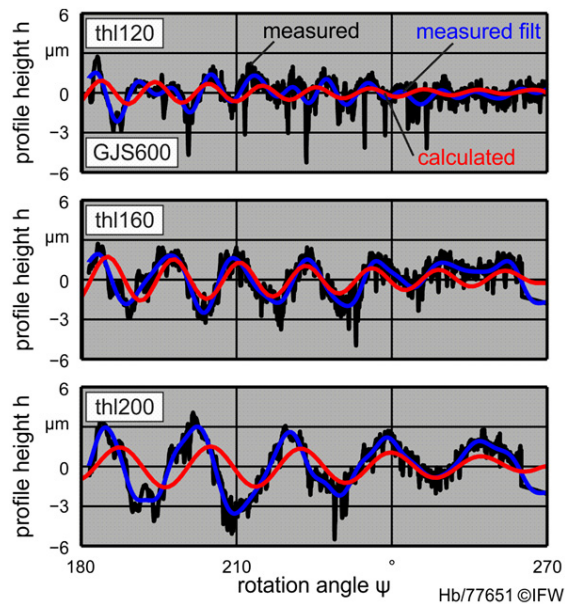 6
thl120
measured
measured filt
µm
0
−3
GJS600
calculated
−6
profile height h
6
thl160
µm
0
−3
−6
profile height h
6
thl200
µm
0
−3
−6
profile height h
180
210
°
270
rotation angle ψ
Hb/77651 ©IFW